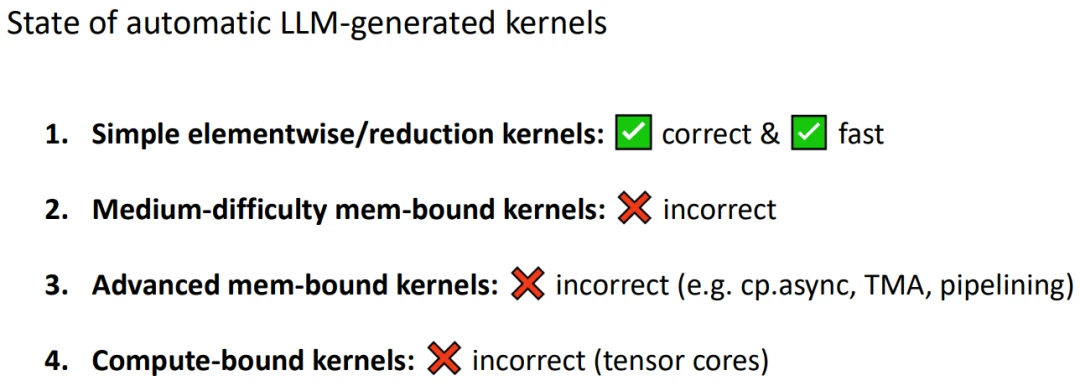 State of automatic LLM-generated kernels
1. Simple elementwise/reduction kernels: ✅ correct & ✅ fast
2. Medium-difficulty mem-bound kernels: ❌ incorrect
3. Advanced mem-bound kernels: ❌ incorrect (e.g. cp.async, TMA, pipelining)
4. Compute-bound kernels: ❌ incorrect (tensor cores)